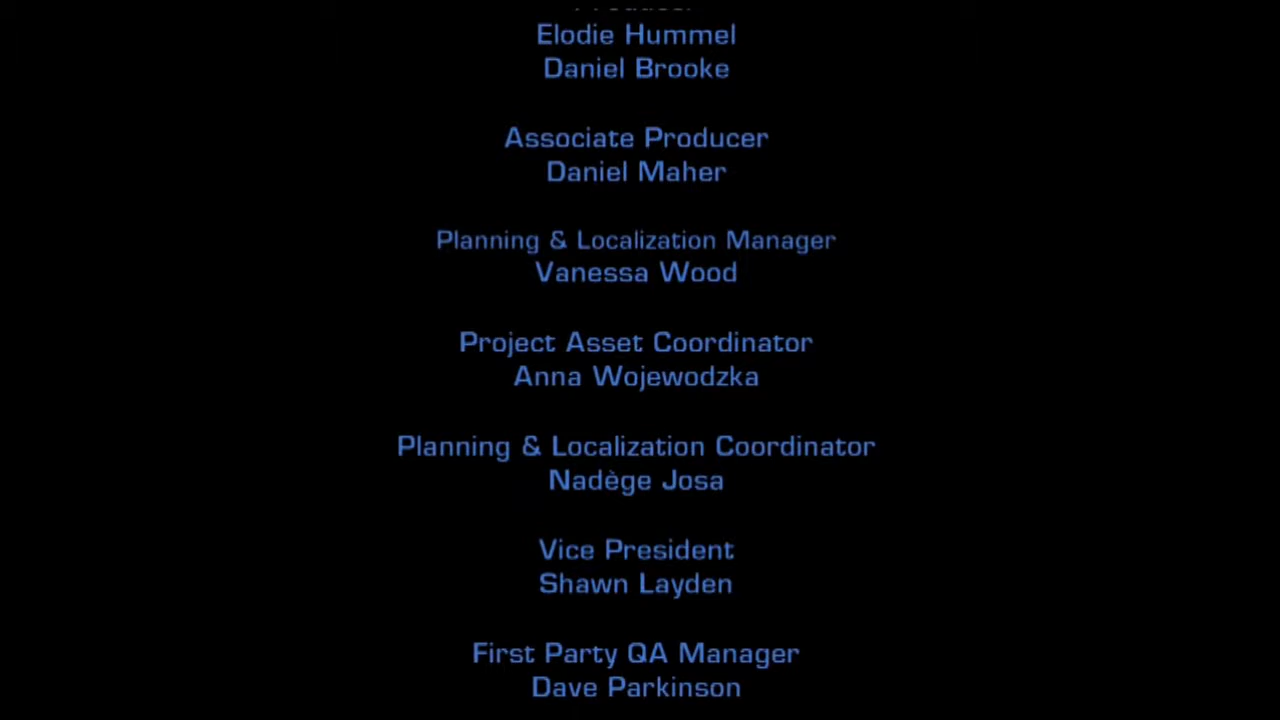 Producer
Elodie Hummel
Daniel Brooke
Associate Producer
Daniel Maher
Planning & Localization Manager
Vanessa Wood
Project Asset Coordinator
Anna Wojewodzka
Planning & Localization Coordinator
Nadège Josa
Vice President
Shawn Layden
First Party QA Manager
Dave Parkinson